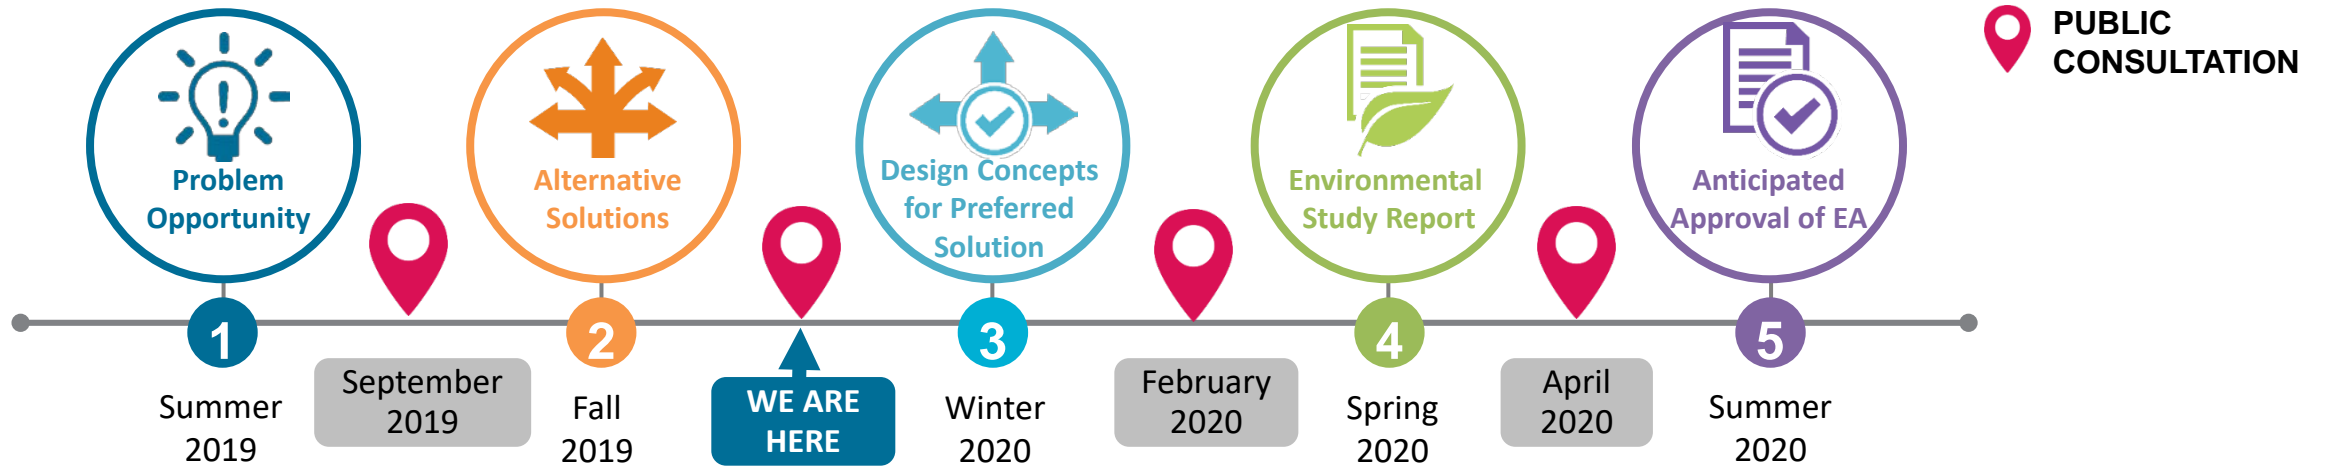 PUBLIC
CONSULTATION
Problem
Opportunity
Alternative
Solutions
Design Concepts
for Preferred
Solution
Environmental
Study Report
Anticipated
Approval of EA
1
2
3
4
5
Summer
2019
September
2019
Fall
2019
WE ARE
HERE
Winter
2020
February
2020
Spring
2020
April
2020
Summer
2020